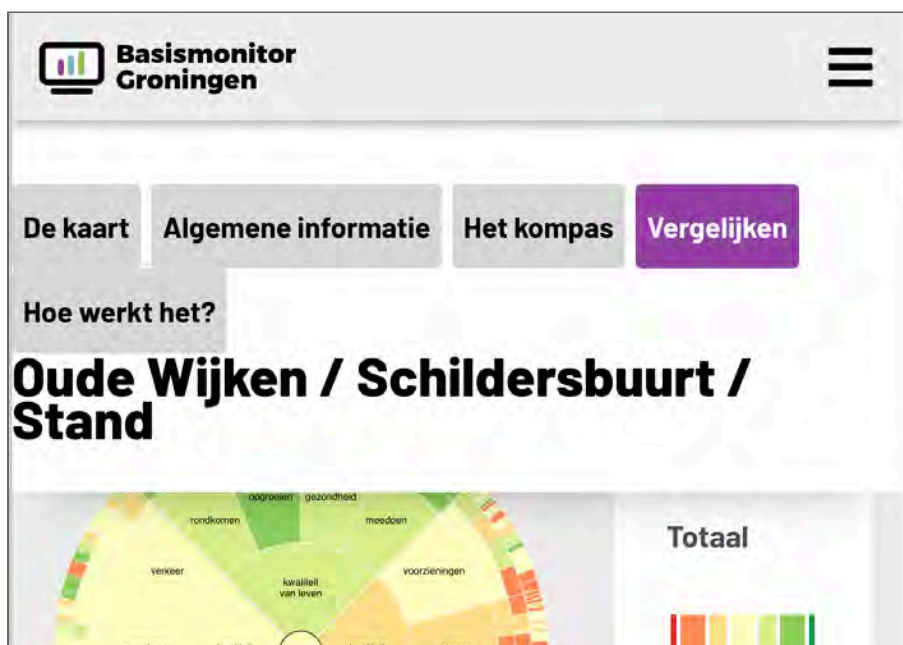 Basismonitor
Groningen
De kaart
Algemene informatie
Het kompas
Vergelijken
Hoe werkt het?
Oude Wijken / Schildersbuurt /
Stand
opgroeien
gezondheid
rondkomen
meedoen
Totaal
verkeer
voorzieningen
kwaliteit
van leven